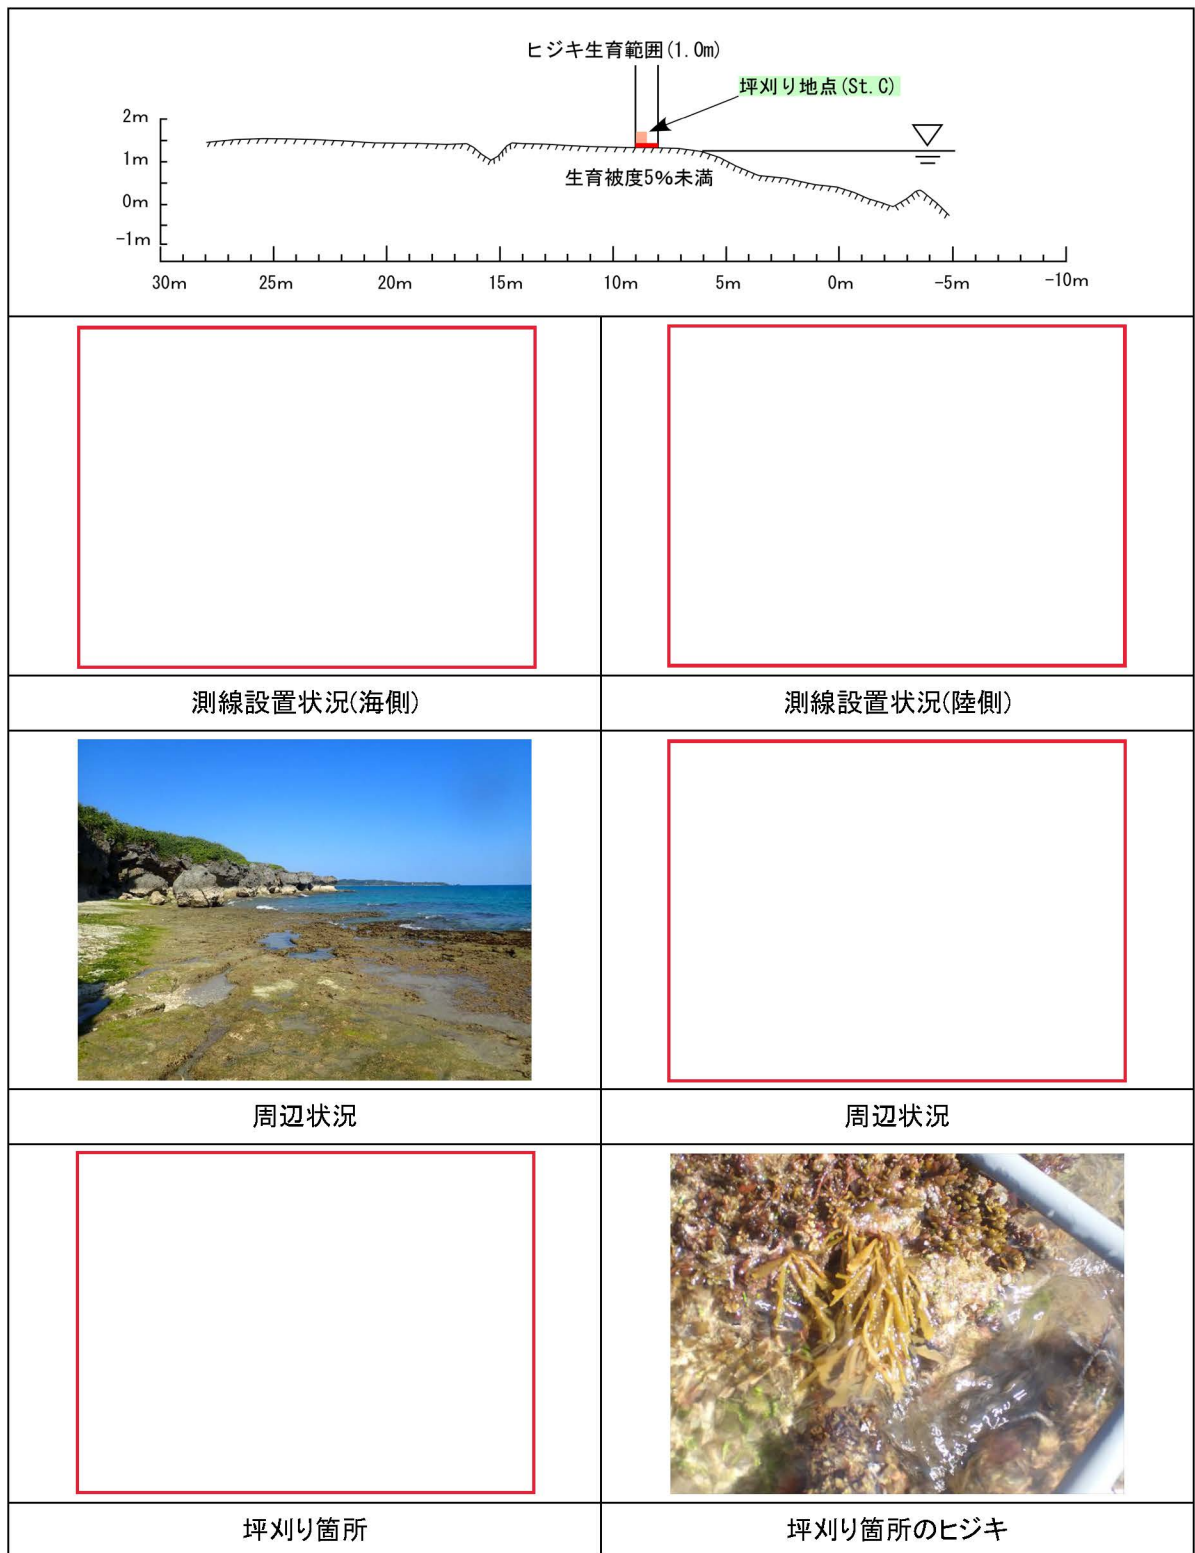 ヒジキ生育範囲(1.0m)
坪刈り地点(St.C)
2m
1m
0m
-1m
生育被度5%未満
30m
25m
20m
15m
10m
5m
0m
-5m
-10m
測線設置状況(海側)
測線設置状況(陸側)
周辺状況
周辺状況
坪刈り箇所
坪刈り箇所のヒジキ